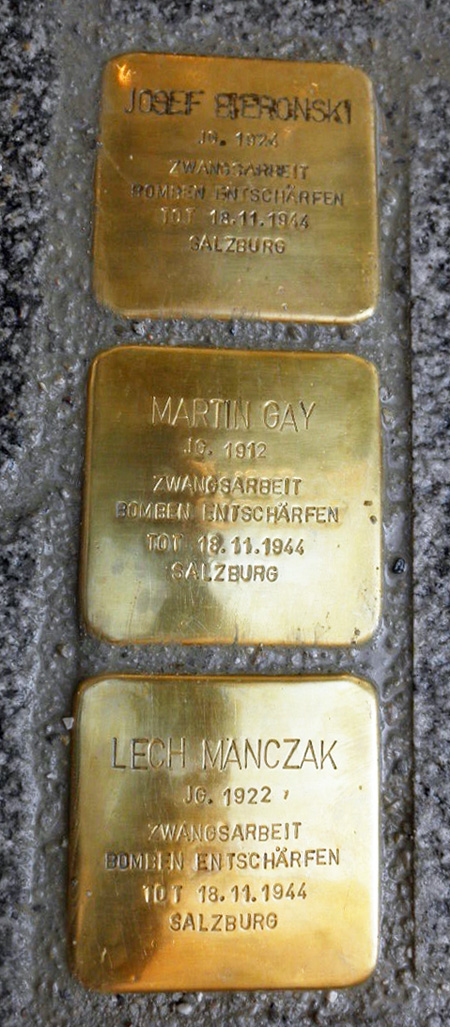 JOSEF BIERONSKI
JG. 1924
ZWANGSARBEIT
BOMBEN ENTSCHÄRFEN
TOT 18.11.1944
SALZBURG
MARTIN GAY
JG. 1912
ZWANGSARBEIT
BOMBEN ENTSCHÄRFEN
TOT 18.11.1944
SALZBURG
LECH MANCZAK
JG. 1922
ZWANGSARBEIT
BOMBEN ENTSCHÄRFEN
TOT 18.11.1944
SALZBURG